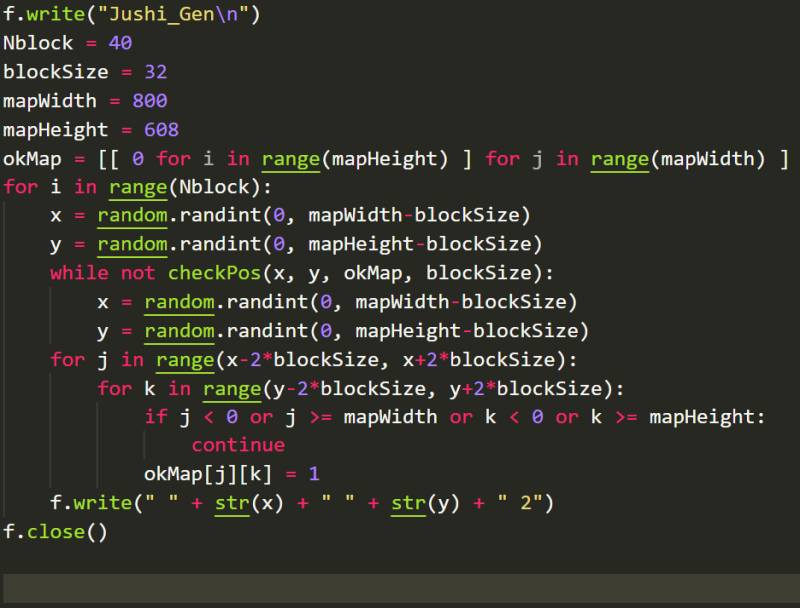 f.write("Jushi_Gen\n")
Nblock = 40
blockSize = 32
mapWidth = 800
mapHeight = 608
okMap = [[ 0 for i in range(mapHeight) ] for j in range(mapWidth) ]
for i in range(Nblock):
    x = random.randint(0, mapWidth-blockSize)
    y = random.randint(0, mapHeight-blockSize)
    while not checkPos(x, y, okMap, blockSize):
        x = random.randint(0, mapWidth-blockSize)
        y = random.randint(0, mapHeight-blockSize)
    for j in range(x-2*blockSize, x+2*blockSize):
        for k in range(y-2*blockSize, y+2*blockSize):
            if j < 0 or j >= mapWidth or k < 0 or k >= mapHeight:
                continue
            okMap[j][k] = 1
    f.write(" " + str(x) + " " + str(y) + " 2")
f.close()